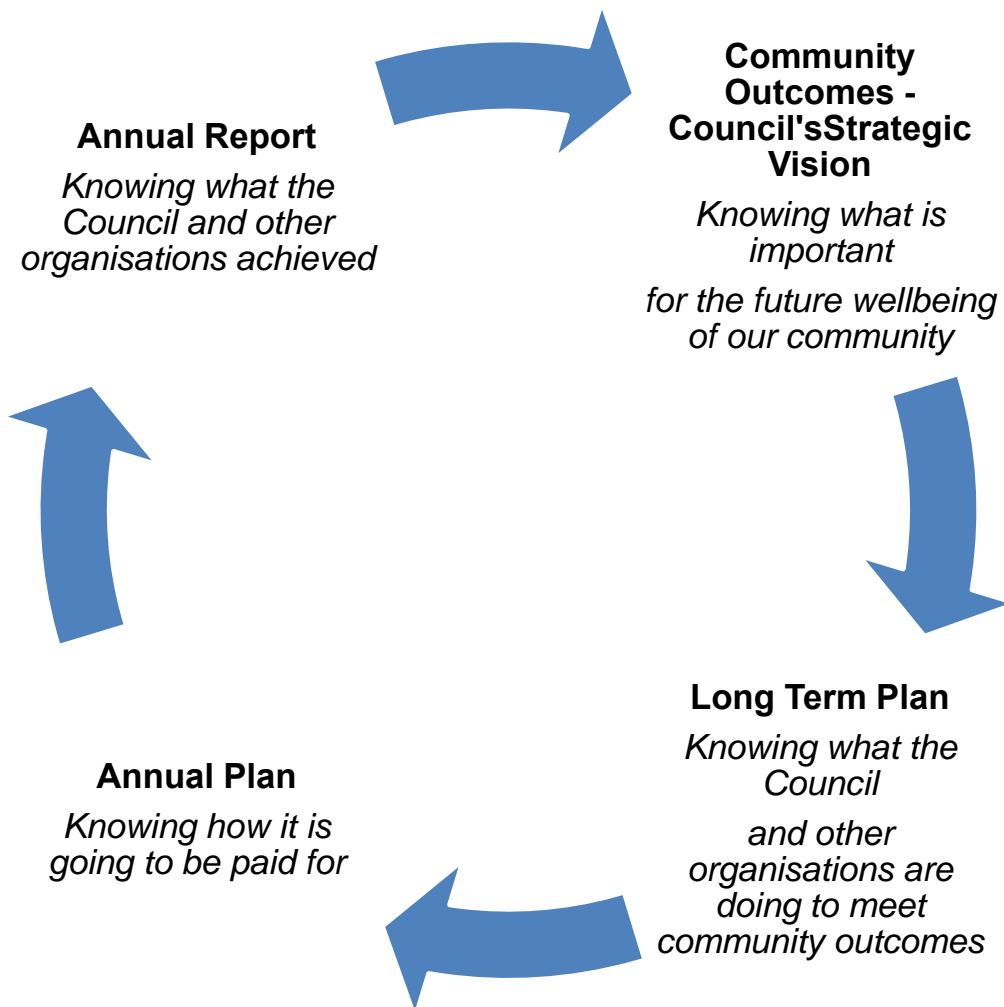 Annual Report
Knowing what the
Council and other
organisations achieved
Community
Outcomes -
Council'sStrategic
Vision
Knowing what is
important
for the future wellbeing
of our community
Long Term Plan
Knowing what the
Council
and other
organisations are
doing to meet
community outcomes
Annual Plan
Knowing how it is
going to be paid for